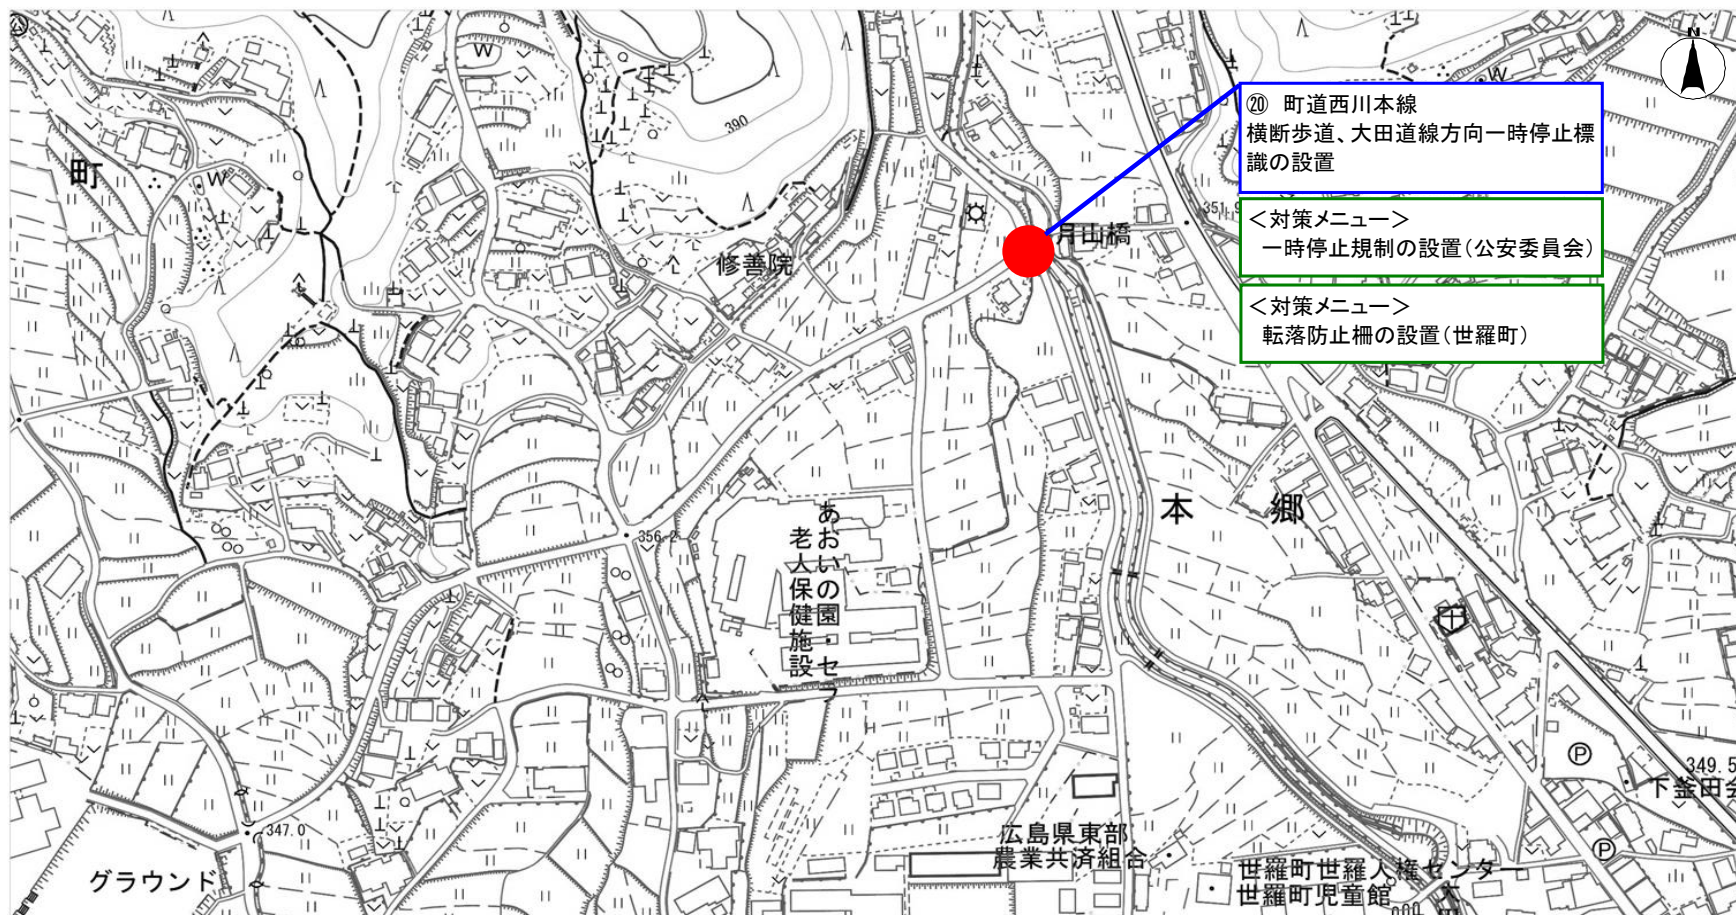 N
W
W
W
390
町
⑳ 町道西川本線
横断歩道、大田道線方向一時停止標
識の設置
<対策メニュー>
一時停止規制の設置(公安委員会)
<対策メニュー>
転落防止柵の設置(世羅町)
351.9
月山橋
修善院
本郷
356.2
あおいの園・セ
老人保健施設
P
349.5
下釜田会
347.0
P
グラウンド
広島県東部
農業共済組合
世羅町世羅人権センター
世羅町児童館